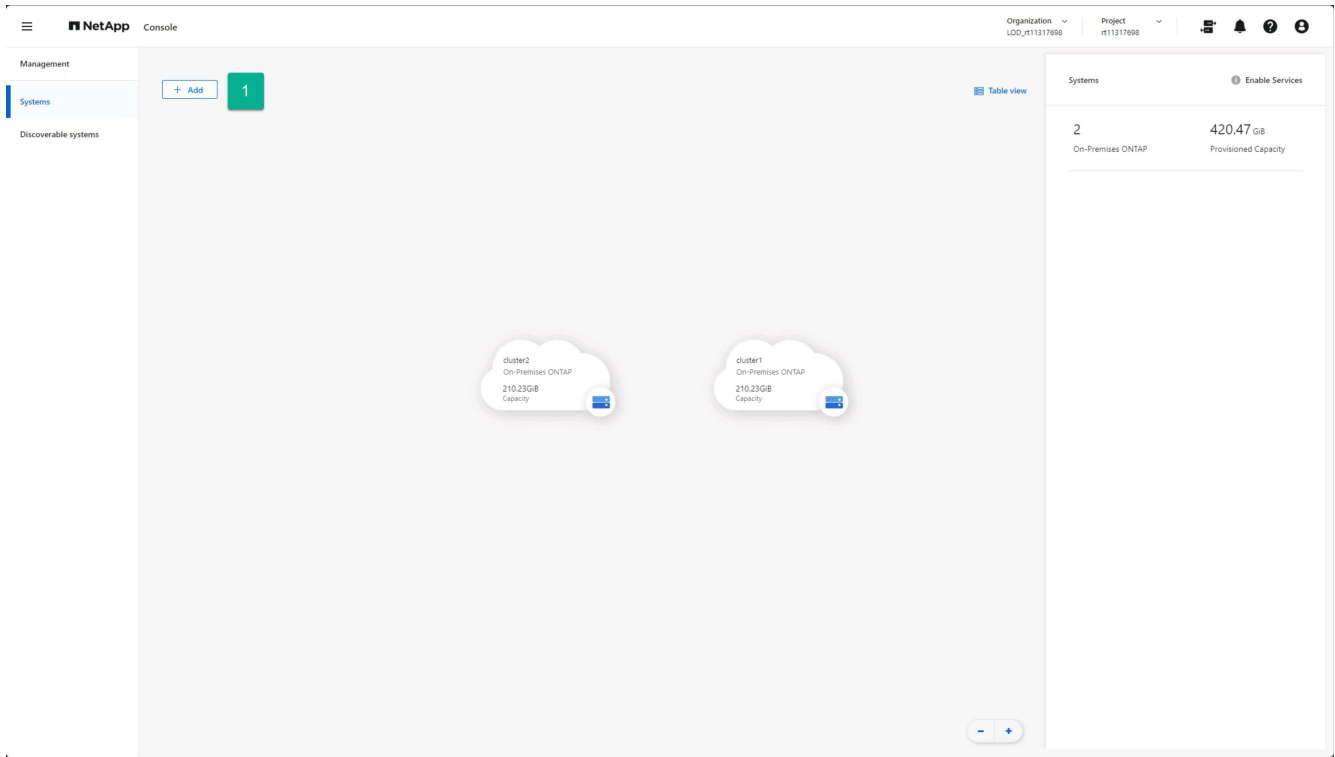 NetApp Console
Organization
LOD_rt11317698
Project
rt11317698
Management
Systems
Discoverable systems
+ Add
1
Table view
Systems
Enable Services
2
On-Premises ONTAP
420.47 GiB
Provisioned Capacity
cluster2
On-Premises ONTAP
210.23GiB
Capacity
cluster1
On-Premises ONTAP
210.23GiB
Capacity
- +